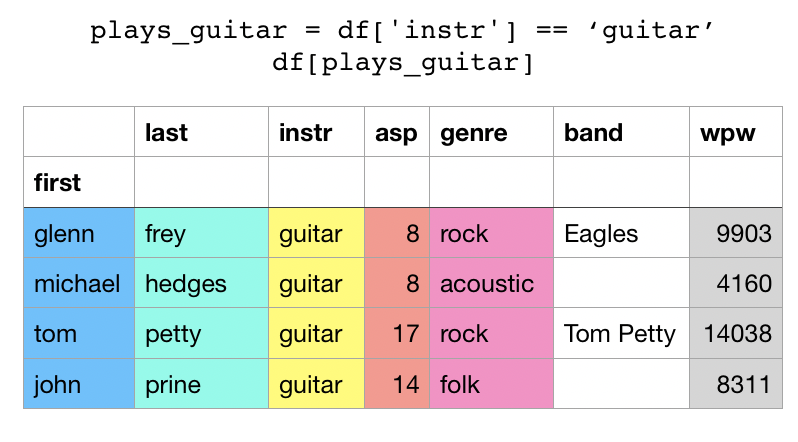 plays_guitar = df['instr'] == ‘guitar’
df[plays_guitar]
last instr asp genre band wpw
first
glenn frey guitar 8 rock Eagles 9903
michael hedges guitar 8 acoustic 4160
tom petty guitar 17 rock Tom Petty 14038
john prine guitar 14 folk 8311